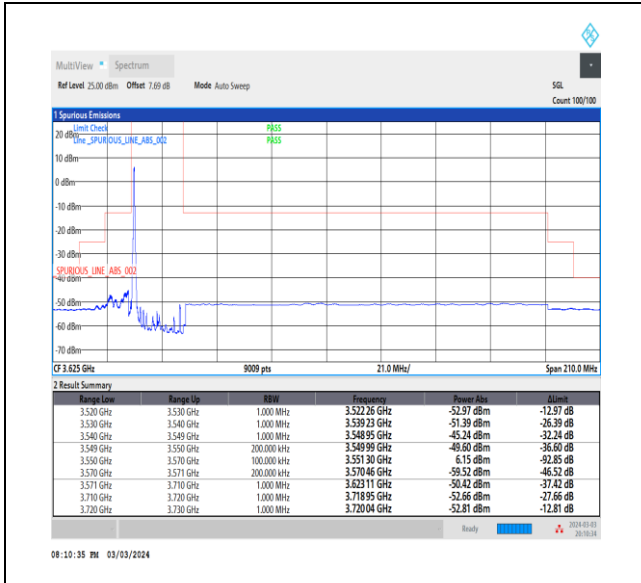 MultiView Spectrum
Ref Level 25.00 dBm Offset 7.69 dB Mode Auto Sweep SGL
Count 100/100
1 Spurious Emissions
Limit Check PASS
20 dBm
Line _SPURIOUS_LINE_ABS_002 PASS
10 dBm
0 dBm
-10 dBm
-20 dBm
-30 dBm
SPURIOUS_LINE_ABS_002
-40 dBm
-50 dBm
-60 dBm
-70 dBm
CF 3.625 GHz 9009 pts 21.0 MHz/ Span 210.0 MHz
2 Result Summary
Range Low Range Up RBW Frequency Power Abs ΔLimit
3.520 GHz 3.530 GHz 1.000 MHz 3.522 26 GHz -52.97 dBm -12.97 dB
3.530 GHz 3.540 GHz 1.000 MHz 3.539 23 GHz -51.39 dBm -26.39 dB
3.540 GHz 3.549 GHz 1.000 MHz 3.548 95 GHz -45.24 dBm -32.24 dB
3.549 GHz 3.550 GHz 200.000 kHz 3.549 99 GHz -49.60 dBm -36.60 dB
3.550 GHz 3.570 GHz 100.000 kHz 3.551 30 GHz 6.15 dBm -92.85 dB
3.570 GHz 3.571 GHz 200.000 kHz 3.570 46 GHz -59.52 dBm -46.52 dB
3.571 GHz 3.710 GHz 1.000 MHz 3.623 11 GHz -50.42 dBm -37.42 dB
3.710 GHz 3.720 GHz 1.000 MHz 3.718 95 GHz -52.66 dBm -27.66 dB
3.720 GHz 3.730 GHz 1.000 MHz 3.720 04 GHz -52.81 dBm -12.81 dB
Ready 2024-03-03
20:10:34
08:10:35 PM 03/03/2024